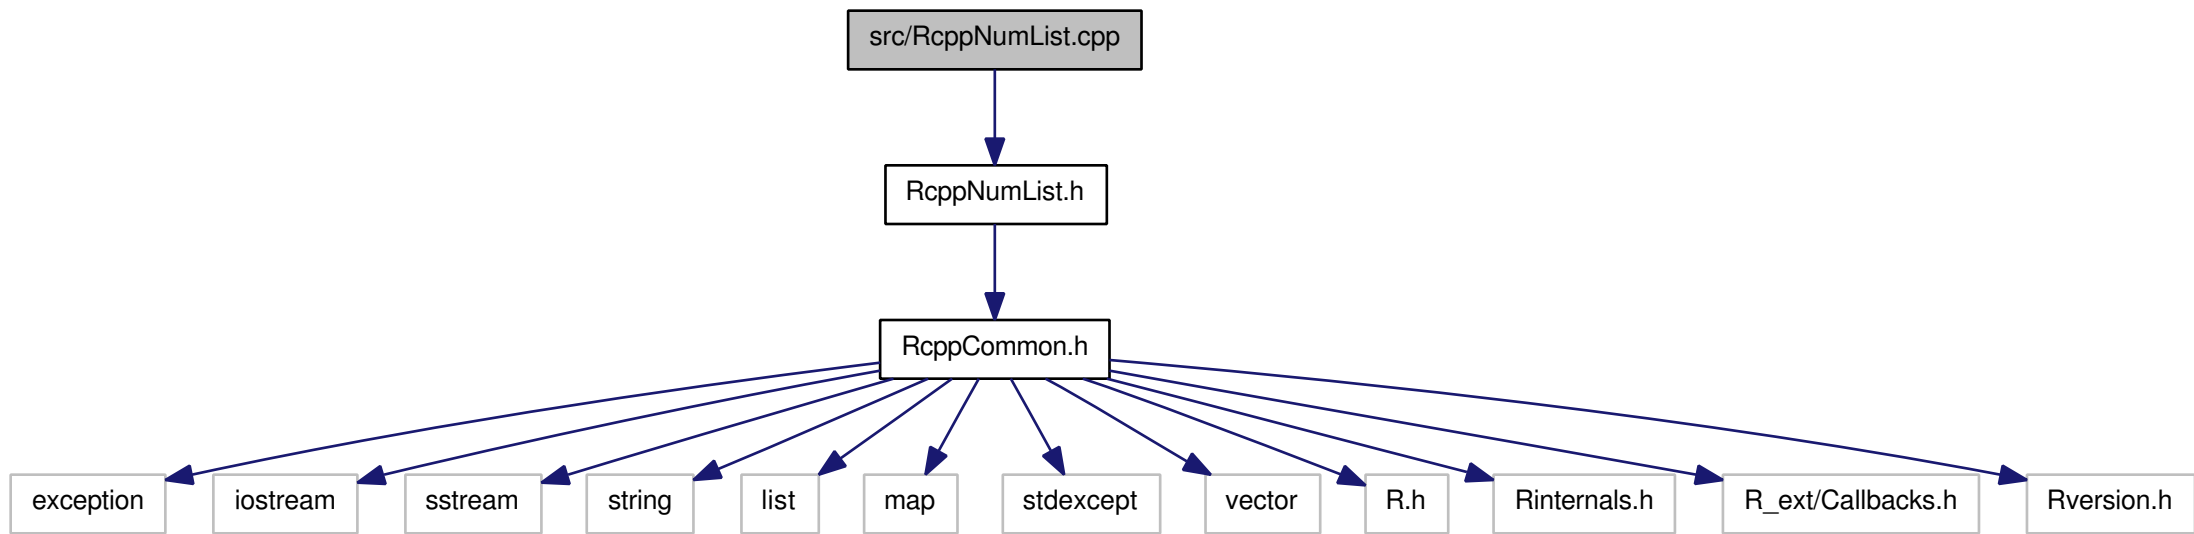 src/RcppNumList.cpp
RcppNumList.h
RcppCommon.h
exception
iostream
sstream
string
list
map
stdexcept
vector
R.h
Rinternals.h
R_ext/Callbacks.h
Rversion.h